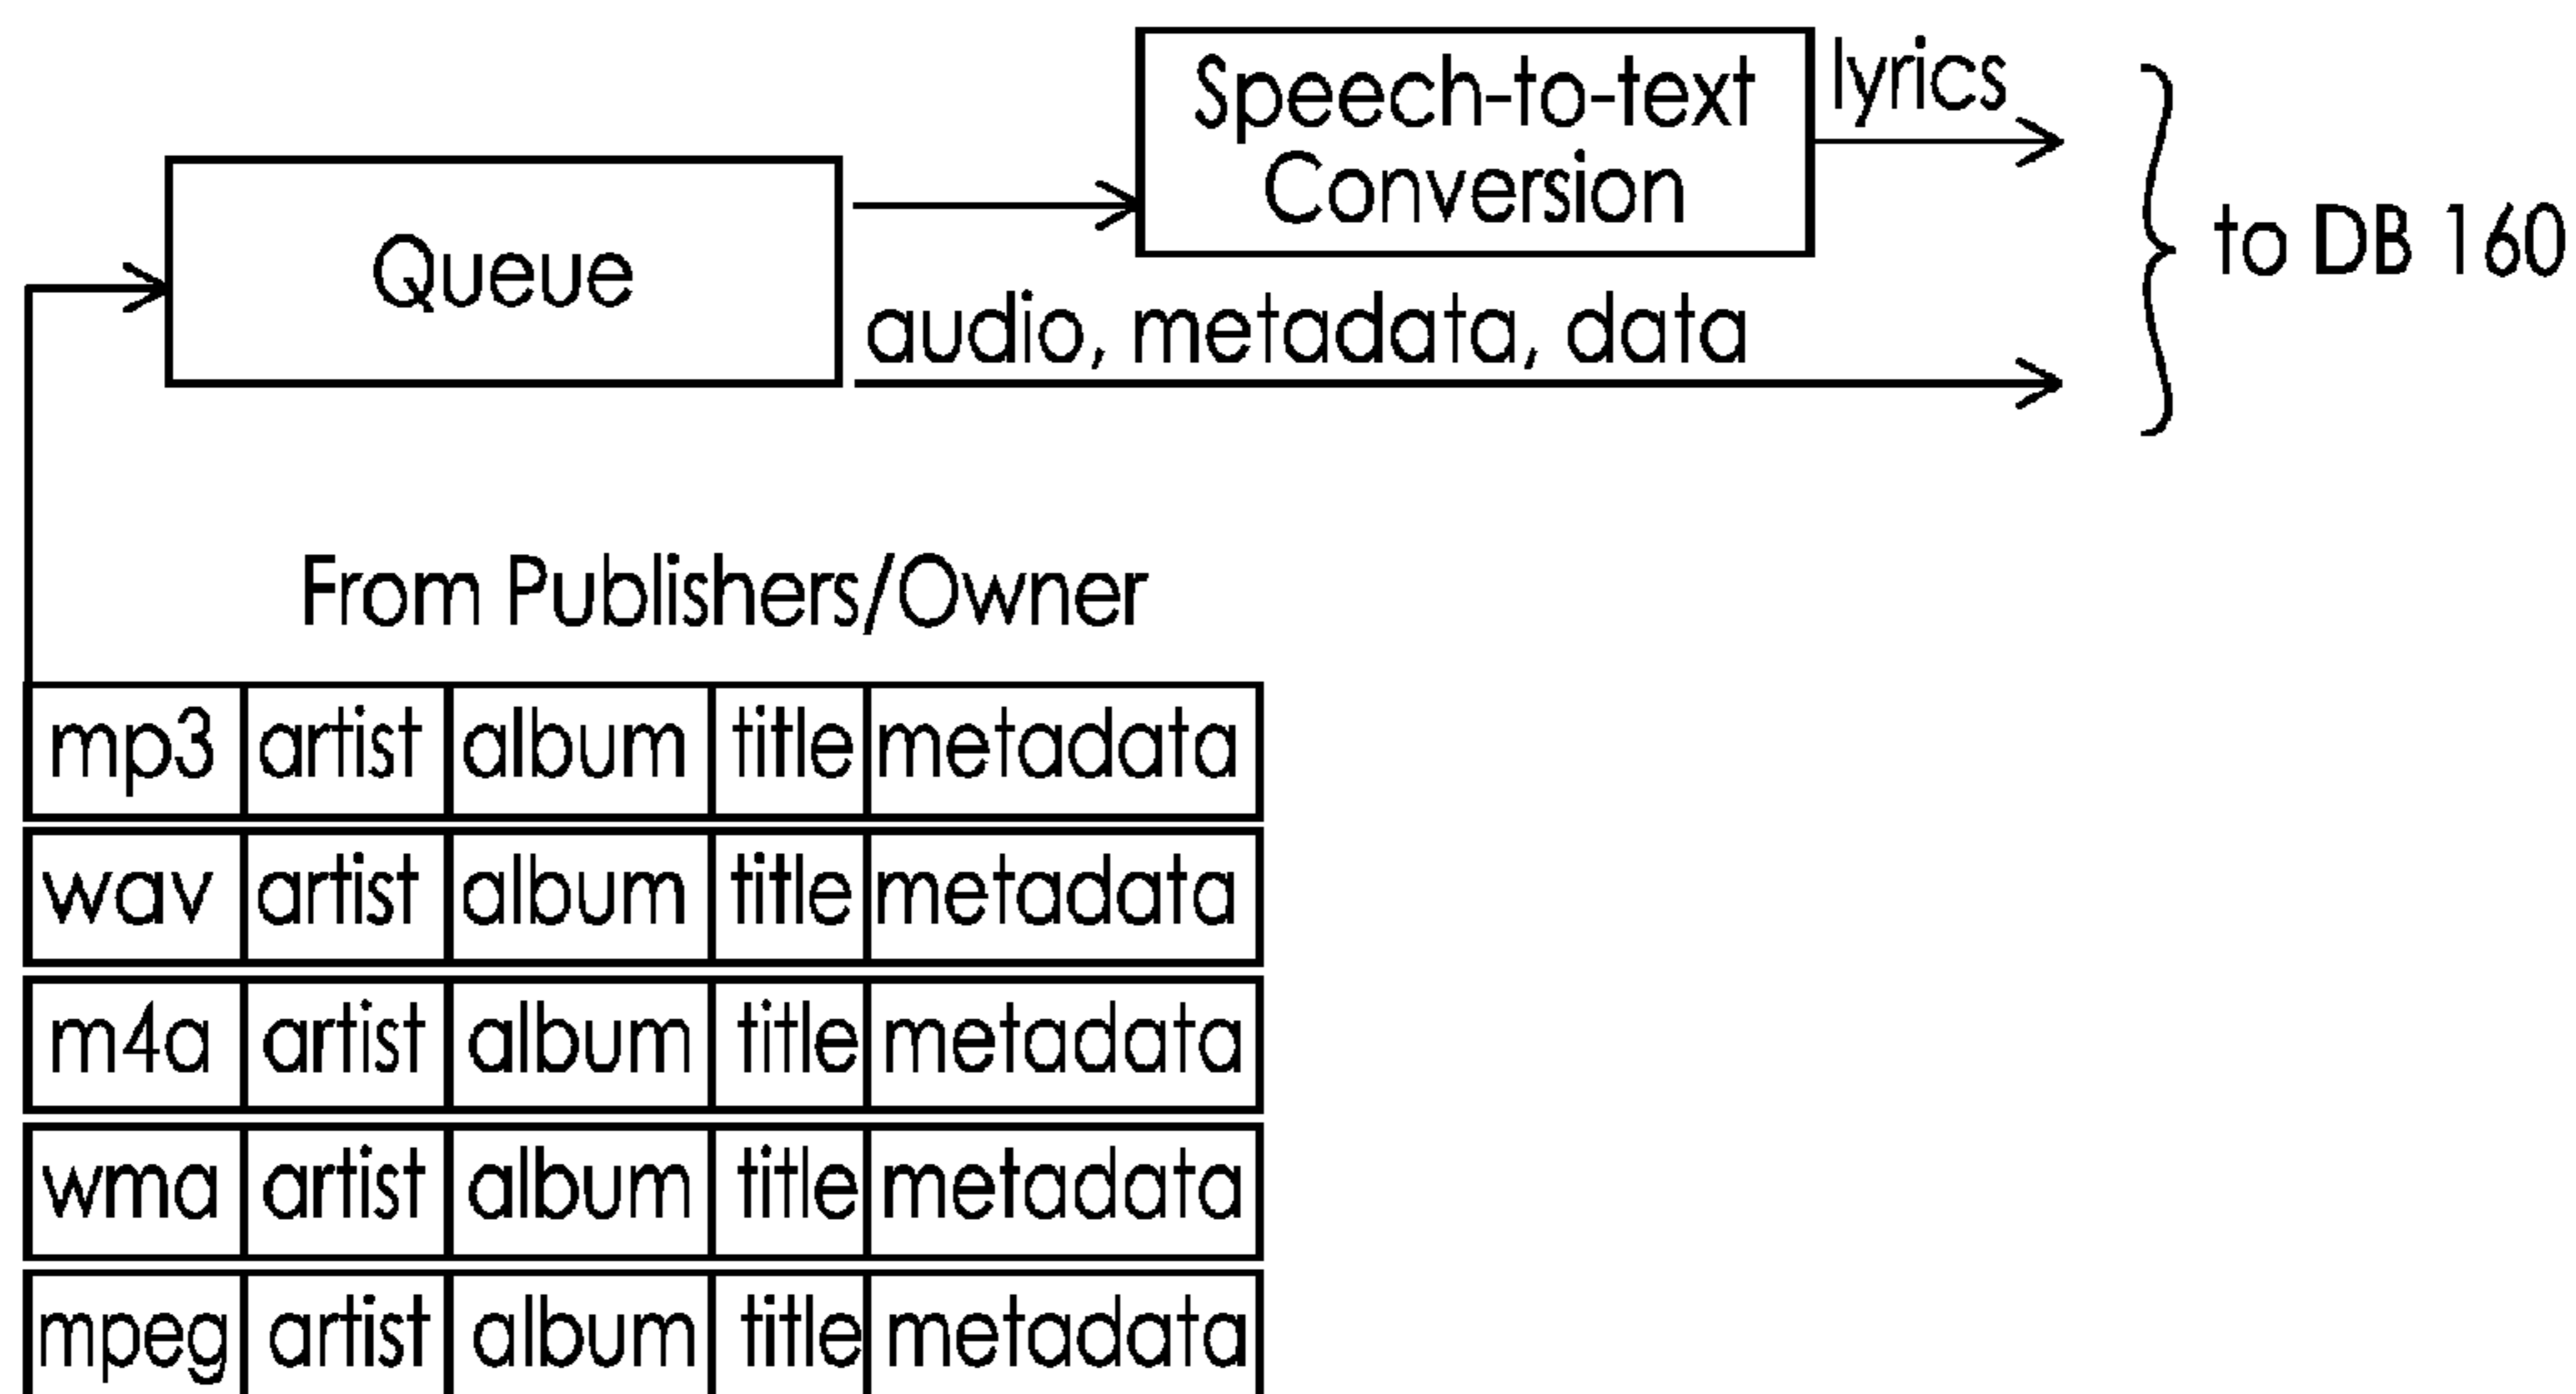 Speech-to-text
Conversion
lyrics
Queue
audio, metadata, data
to DB 160
From Publishers/Owner
mp3 artist album title metadata
wav artist album title metadata
m4a artist album title metadata
wma artist album title metadata
mpeg artist album title metadata